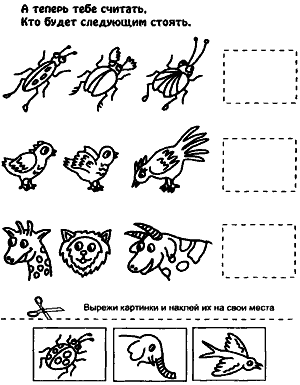 А теперь тебе считать,
Кто будет следующим стоять.
Вырежи картинки и наклей их на свои места